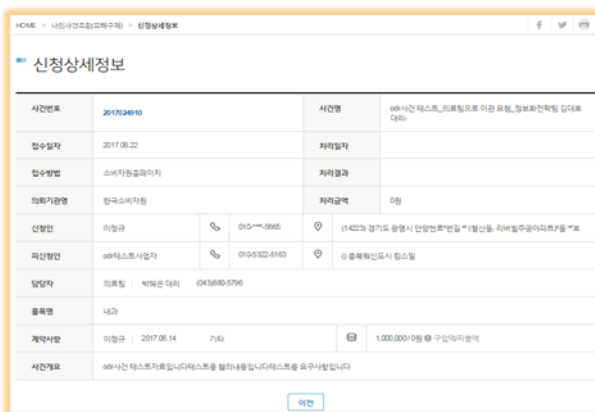 HOME > 나의사건조회(피해구제) > 신청상세정보
신청상세정보
사건번호 2017024910 사건명 odr사건 테스트_의료팀으로 이관 요청_정보화전략팀 김대표 대리-
접수일자 2017.06.22 처리일자
접수방법 소비자원홈페이지 처리결과
의뢰기관명 한국소비자원 처리금액 0원
신청인 이정규 010-****-5665 (14223) 경기도 광명시 안양천로*번길 ** (철산동, 리버빌주공아파트)*동 **호
피신청인 odr테스트사업자 010-5322-5163 () 충북혁신도시 킹스밀
담당자 의료팀 | 박혜은 대리 (043)880-5796
품목명 내과
계약사항 이정규 | 2017.06.14 기타 1,000,000 / 0원 구입액/지불액
사건개요 odr사건 테스트자료입니다테스트용 협의내용입니다테스트용 요구사항입니다
이전